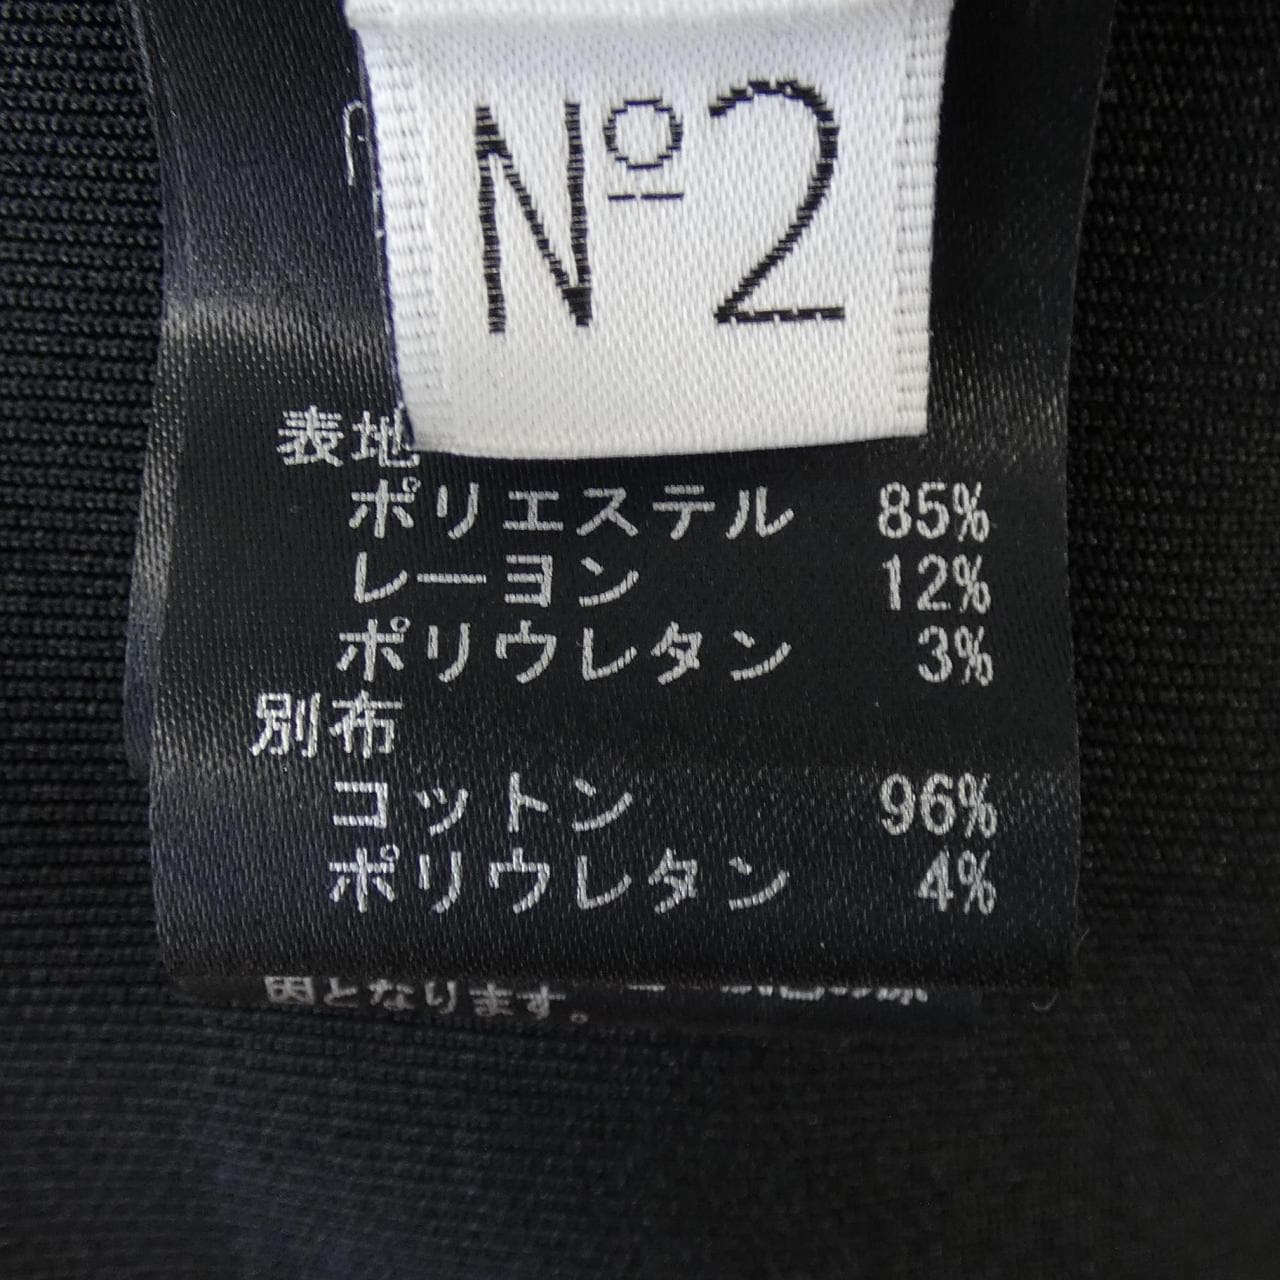 Nº2
表地
ポリエステル 85%
レーヨン 12%
ポリウレタン 3%
別布
コットン 96%
ポリウレタン 4%
因となります。